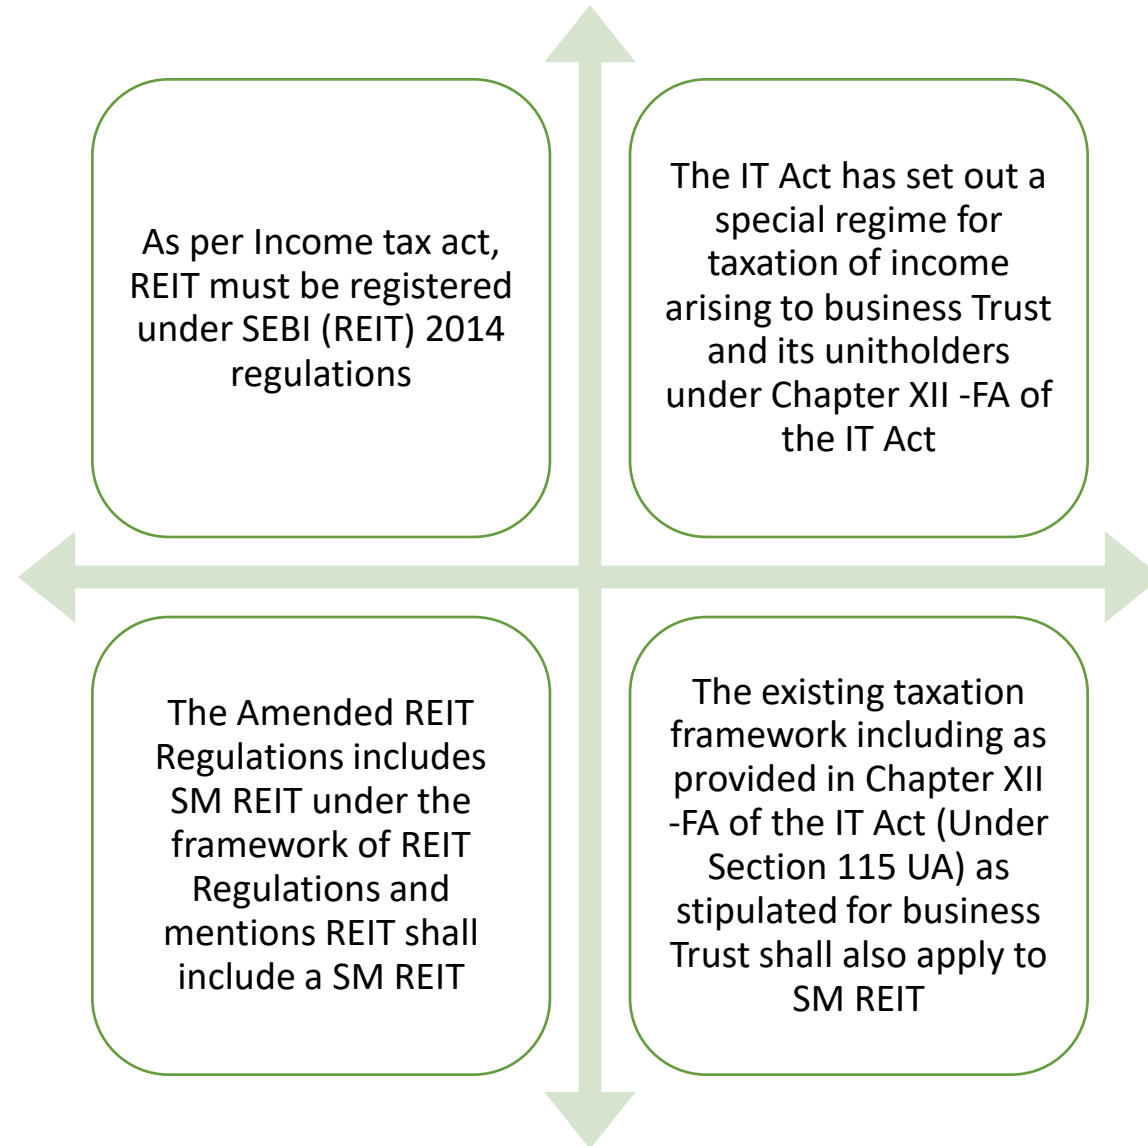 As per Income tax act,
REIT must be registered
under SEBI (REIT) 2014
regulations
The IT Act has set out a
special regime for
taxation of income
arising to business Trust
and its unitholders
under Chapter XII -FA of
the IT Act
The Amended REIT
Regulations includes
SM REIT under the
framework of REIT
Regulations and
mentions REIT shall
include a SM REIT
The existing taxation
framework including as
provided in Chapter XII
-FA of the IT Act (Under
Section 115 UA) as
stipulated for business
Trust shall also apply to
SM REIT